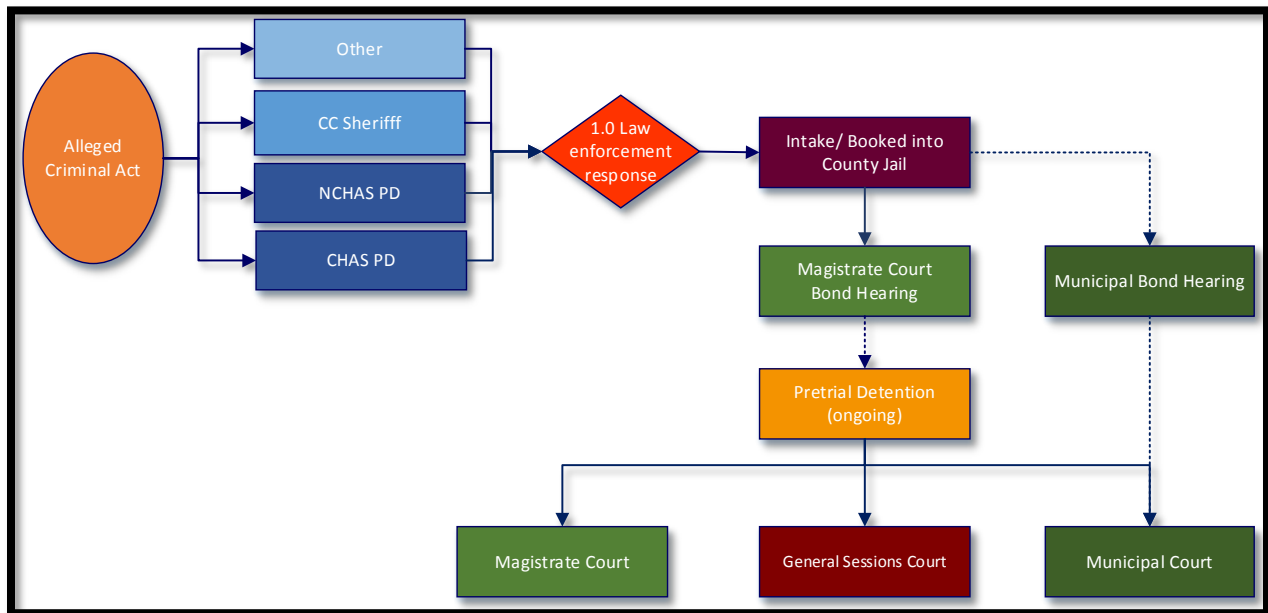 Other
CC Sherifff
NCHAS PD
CHAS PD
Alleged
Criminal Act
1.0 Law
enforcement
response
Intake/ Booked into
County Jail
Magistrate Court
Bond Hearing
Municipal Bond Hearing
Pretrial Detention
(ongoing)
Magistrate Court
General Sessions Court
Municipal Court